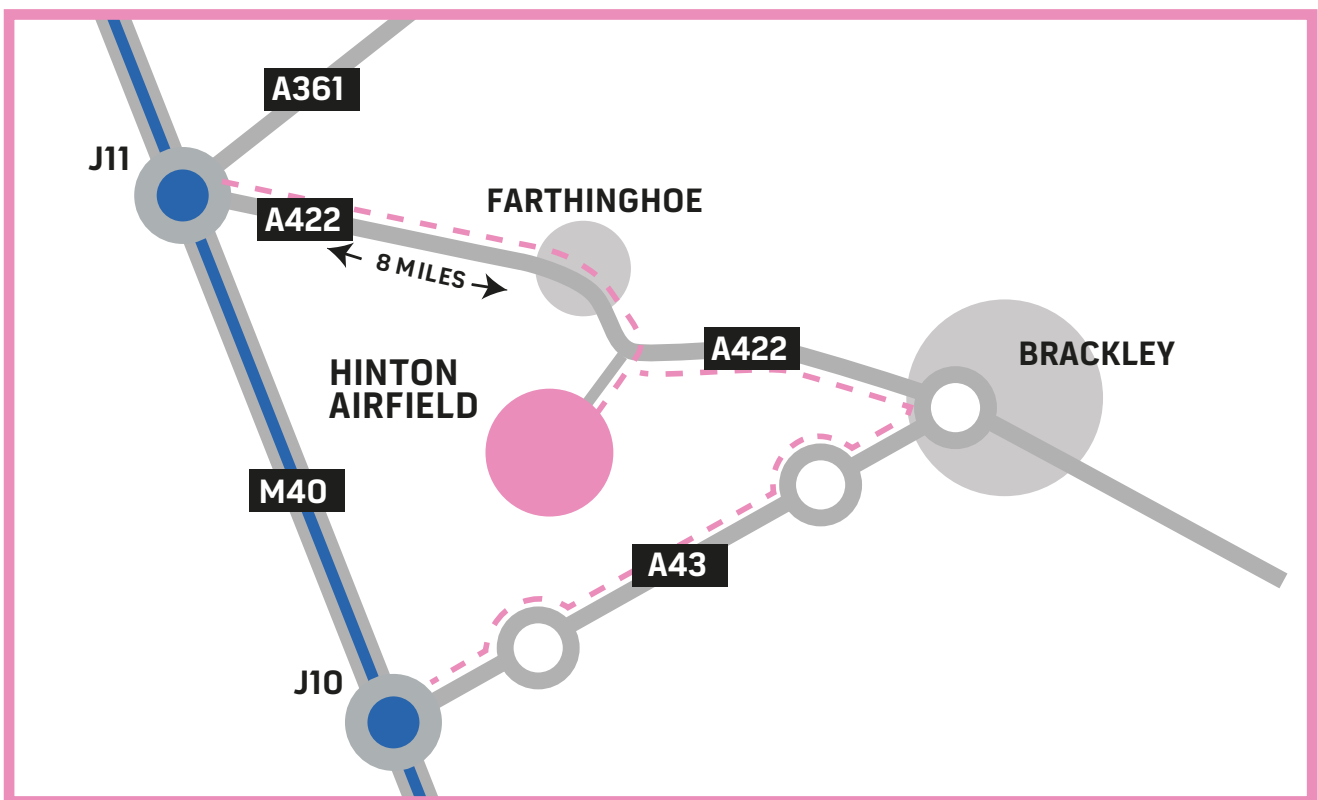 A361
J11
FARTHINGHOE
A422
8 MILES
A422
BRACKLEY
HINTON
AIRFIELD
M40
A43
J10